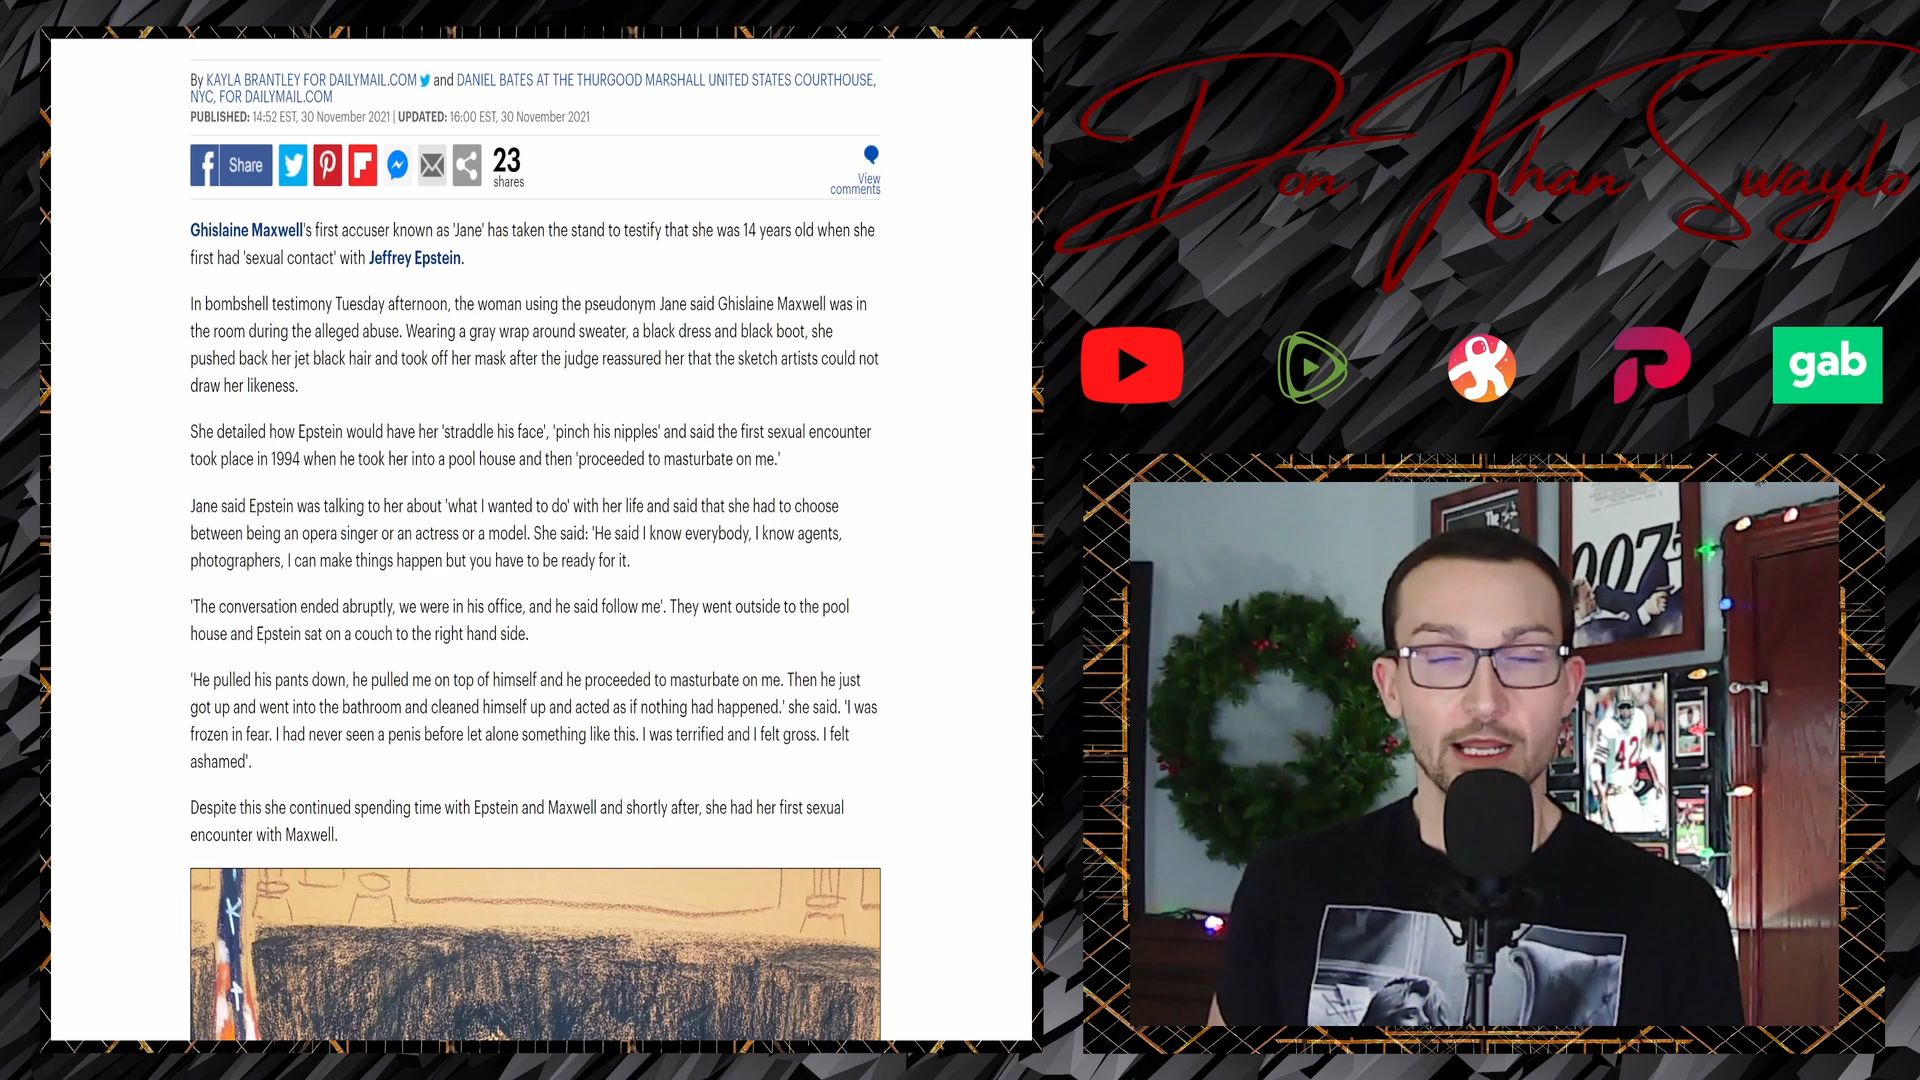 By KAYLA BRANTLEY FOR DAILYMAIL.COM and DANIEL BATES AT THE THURGOOD MARSHALL UNITED STATES COURTHOUSE,
NYC, FOR DAILYMAIL.COM
PUBLISHED: 14:52 EST, 30 November 2021 | UPDATED: 16:00 EST, 30 November 2021
f Share
23
shares
View
comments
Ghislaine Maxwell's first accuser known as 'Jane' has taken the stand to testify that she was 14 years old when she
first had 'sexual contact' with Jeffrey Epstein.
In bombshell testimony Tuesday afternoon, the woman using the pseudonym Jane said Ghislaine Maxwell was in
the room during the alleged abuse. Wearing a gray wrap around sweater, a black dress and black boot, she
pushed back her jet black hair and took off her mask after the judge reassured her that the sketch artists could not
draw her likeness.
She detailed how Epstein would have her 'straddle his face', 'pinch his nipples' and said the first sexual encounter
took place in 1994 when he took her into a pool house and then 'proceeded to masturbate on me.'
Jane said Epstein was talking to her about 'what I wanted to do' with her life and said that she had to choose
between being an opera singer or an actress or a model. She said: 'He said I know everybody, I know agents,
photographers, I can make things happen but you have to be ready for it.
'The conversation ended abruptly, we were in his office, and he said follow me'. They went outside to the pool
house and Epstein sat on a couch to the right hand side.
'He pulled his pants down, he pulled me on top of himself and he proceeded to masturbate on me. Then he just
got up and went into the bathroom and cleaned himself up and acted as if nothing had happened.' she said. 'I was
frozen in fear. I had never seen a penis before let alone something like this. I was terrified and I felt gross. I felt
ashamed'.
Despite this she continued spending time with Epstein and Maxwell and shortly after, she had her first sexual
encounter with Maxwell.
Don Khan Swaylo
gab
The
007
42